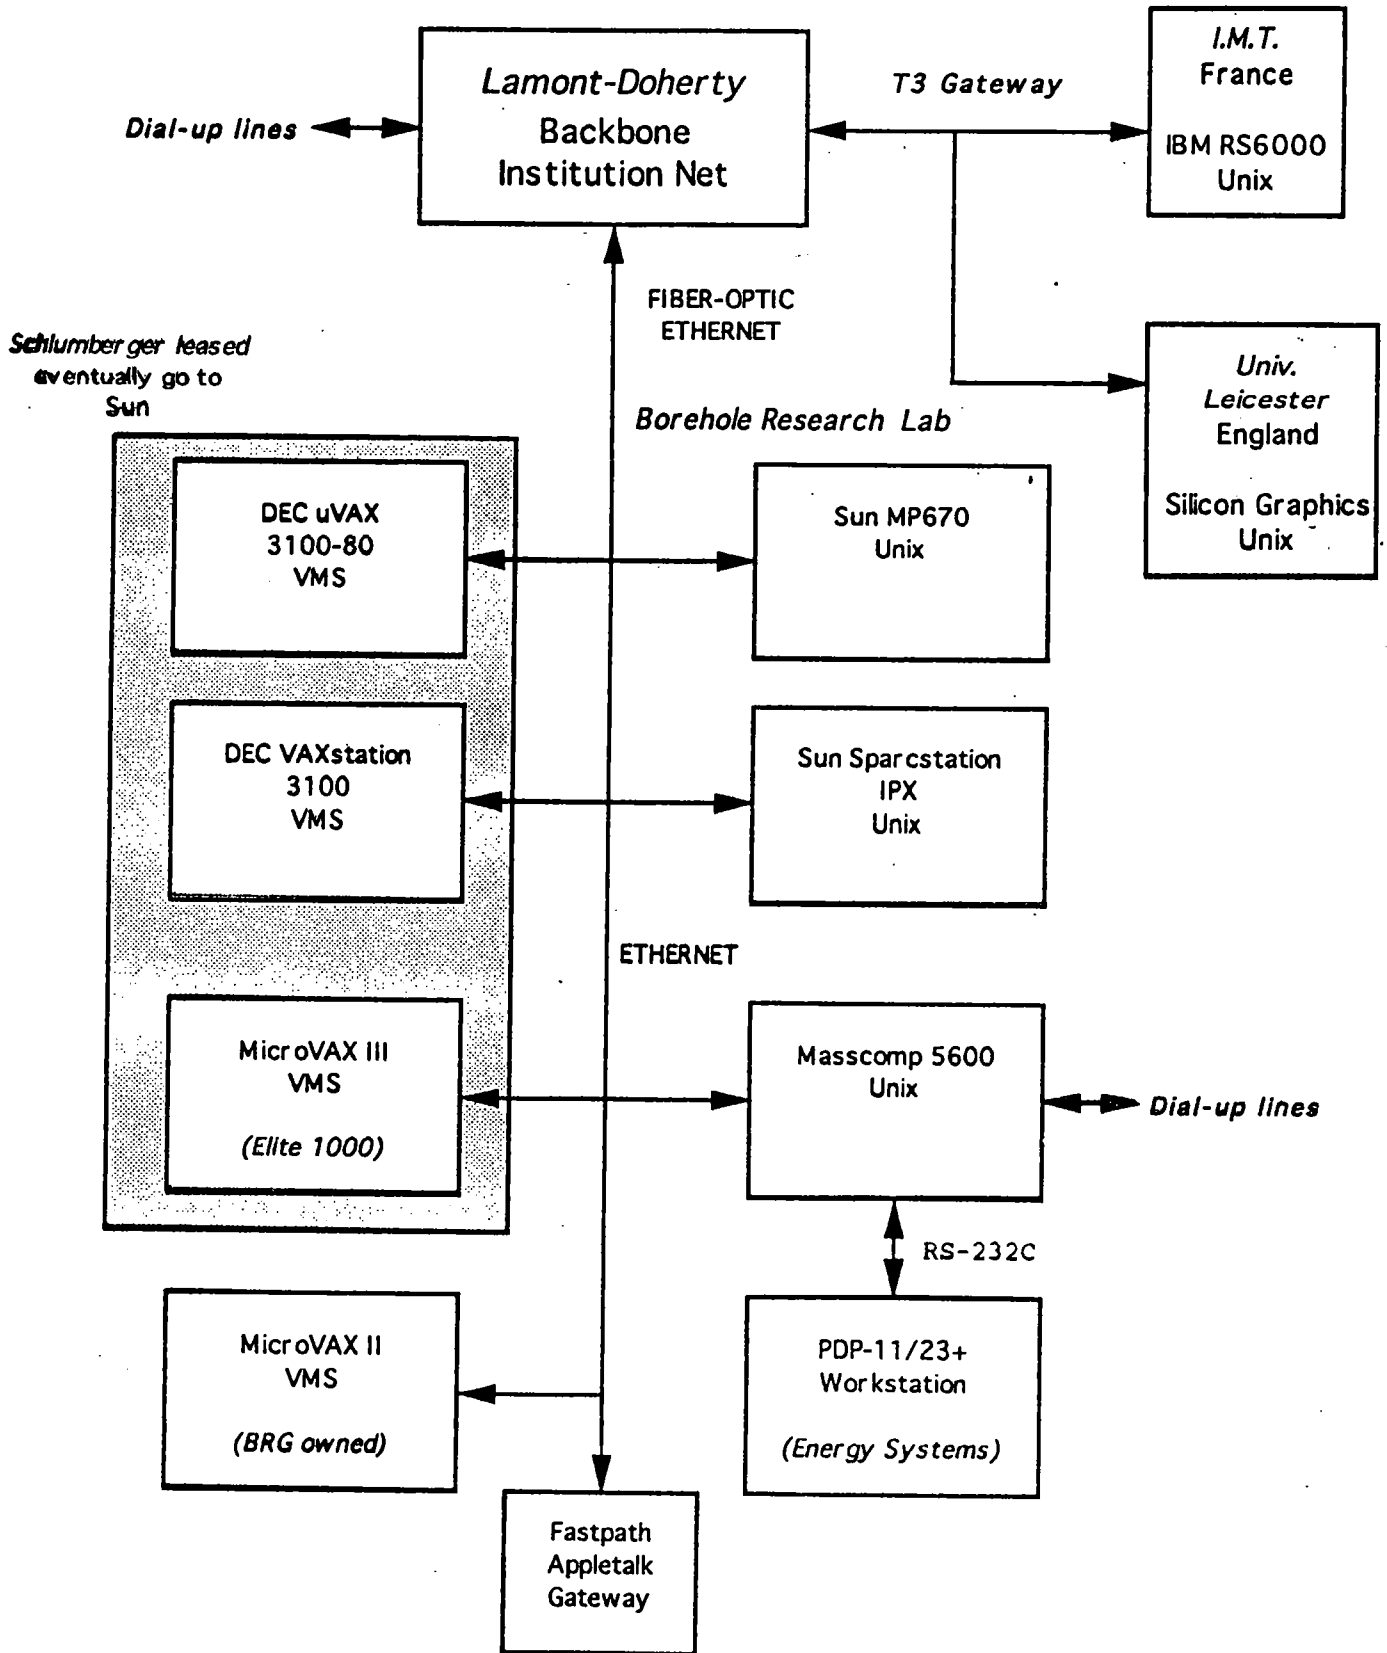 Lamont-Doherty
Backbone
Institution Net
Dial-up lines
T3 Gateway
I.M.T.
France
IBM RS6000
Unix
FIBER-OPTIC
ETHERNET
Univ.
Leicester
England
Silicon Graphics
Unix
Schlumberger leased
eventually go to
Sun
Borehole Research Lab
DEC uVAX
3100-80
VMS
Sun MP670
Unix
DEC VAXstation
3100
VMS
Sun Sparcstation
IPX
Unix
ETHERNET
MicroVAX III
VMS
(Elite 1000)
Masscomp 5600
Unix
Dial-up lines
RS-232C
MicroVAX II
VMS
(BRG owned)
PDP-11/23+
Workstation
(Energy Systems)
Fastpath
Appletalk
Gateway